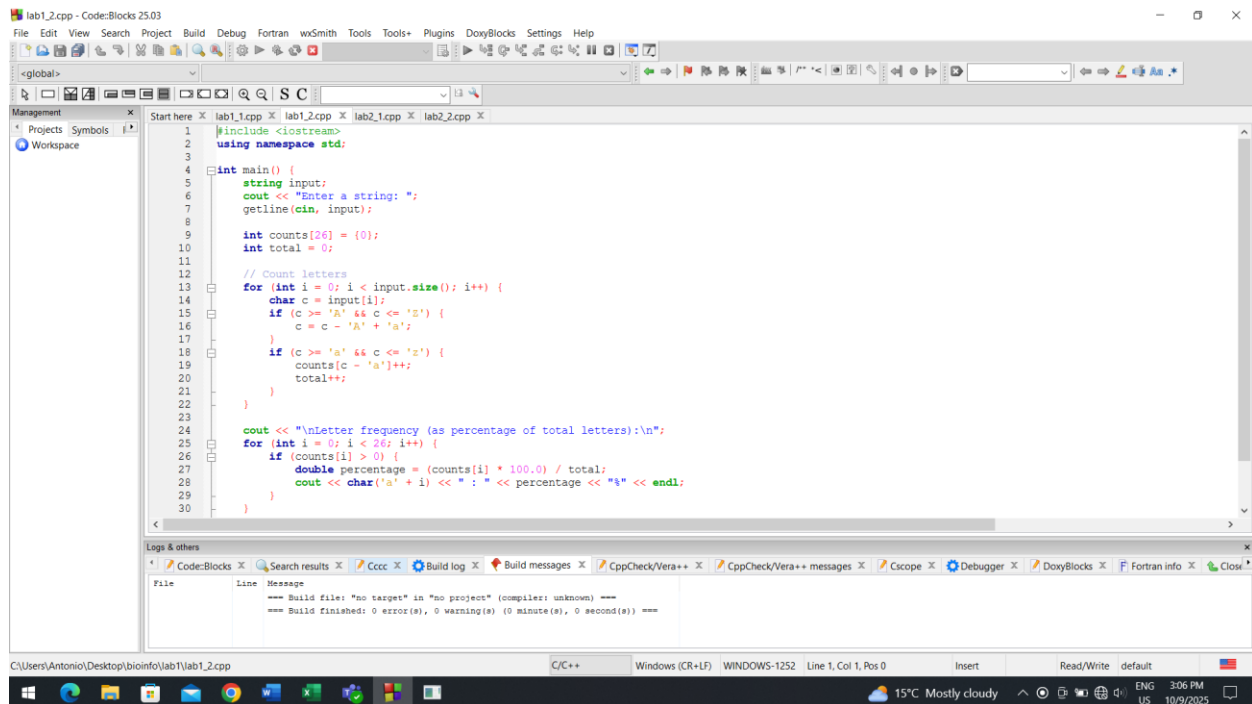 lab1_2.cpp - Code::Blocks 25.03
File Edit View Search Project Build Debug Fortran wxSmith Tools Tools+ Plugins DoxyBlocks Settings Help
<global>
S C
Management
Projects Symbols
Workspace
Start here lab1_1.cpp lab1_2.cpp lab2_1.cpp lab2_2.cpp
1 #include <iostream>
2 using namespace std;
3
4 int main() {
5 string input;
6 cout << "Enter a string: ";
7 getline(cin, input);
8
9 int counts[26] = {0};
10 int total = 0;
11
12 // Count letters
13 for (int i = 0; i < input.size(); i++) {
14 char c = input[i];
15 if (c >= 'A' && c <= 'Z') {
16 c = c - 'A' + 'a';
17 }
18 if (c >= 'a' && c <= 'z') {
19 counts[c - 'a']++;
20 total++;
21 }
22 }
23
24 cout << "\nLetter frequency (as percentage of total letters):\n";
25 for (int i = 0; i < 26; i++) {
26 if (counts[i] > 0) {
27 double percentage = (counts[i] * 100.0) / total;
28 cout << char('a' + i) << " : " << percentage << "%" << endl;
29 }
30 }
Logs & others
Code::Blocks Search results Cccc Build log Build messages CppCheck/Vera++ CppCheck/Vera++ messages Cscope Debugger DoxyBlocks Fortran info Close
File Line Message
=== Build file: "no target" in "no project" (compiler: unknown) ===
=== Build finished: 0 error(s), 0 warning(s) (0 minute(s), 0 second(s)) ===
C:\Users\Antonio\Desktop\bioinfo\lab1\lab1_2.cpp C/C++ Windows (CR+LF) WINDOWS-1252 Line 1, Col 1, Pos 0 Insert Read/Write default
15°C Mostly cloudy ENG US 3:06 PM 10/9/2025